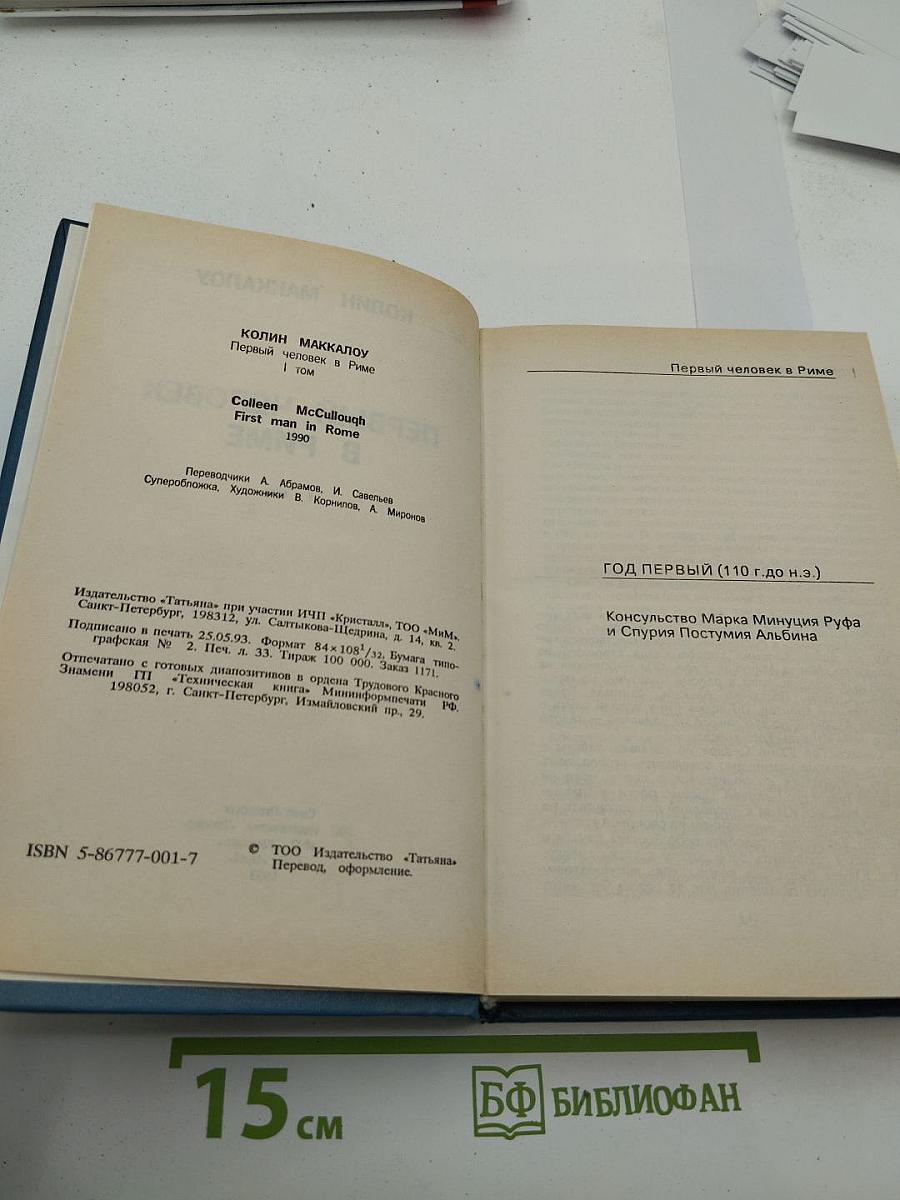 КОЛИН МАККАЛОУ
Первый человек в Риме
I том
Colleen McCullouqh
First man in Rome
1990
Переводчики А. Абрамов, И. Савельев
Суперобложка, Художники В. Корнилов, А. Миронов
Издательство «Татьяна» при участии ИЧП «Кристалл», ТОО «МиМ».
Санкт-Петербург, 198312, ул. Салтыкова-Щедрина, д. 14, кв. 2.
Подписано в печать 25.05.93. Формат 84×108 1/32. Бумага типо-
графская № 2. Печ. л. 33. Тираж 100 000. Заказ 1171.
Отпечатано с готовых диапозитивов в ордена Трудового Красного
Знамени ГП «Техническая книга» Мининформпечати РФ.
198052, г. Санкт-Петербург, Измайловский пр., 29.
ISBN 5-86777-001-7
© ТОО Издательство «Татьяна»
Перевод, оформление.
Первый человек в Риме
ГОД ПЕРВЫЙ (110 г.до н.э.)
Консульство Марка Минуция Руфа
и Спурия Постумия Альбина
15 см
БФ БИБЛИОФАН